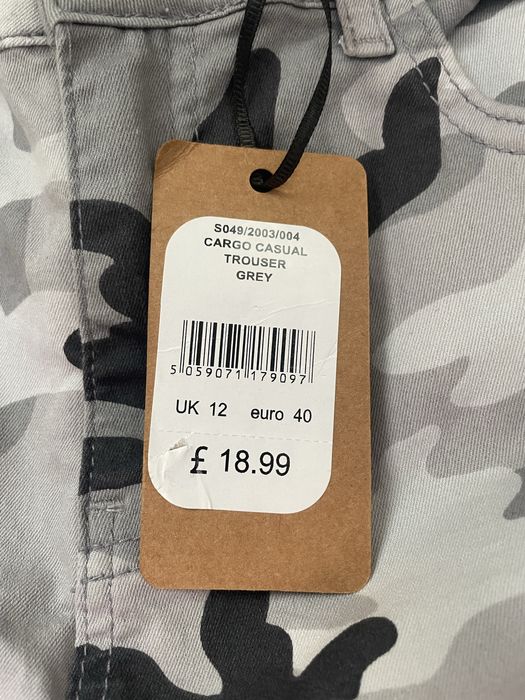 S049/2003/004
CARGO CASUAL
TROUSER
GREY
5 059071 179097
UK 12 euro 40
£ 18.99